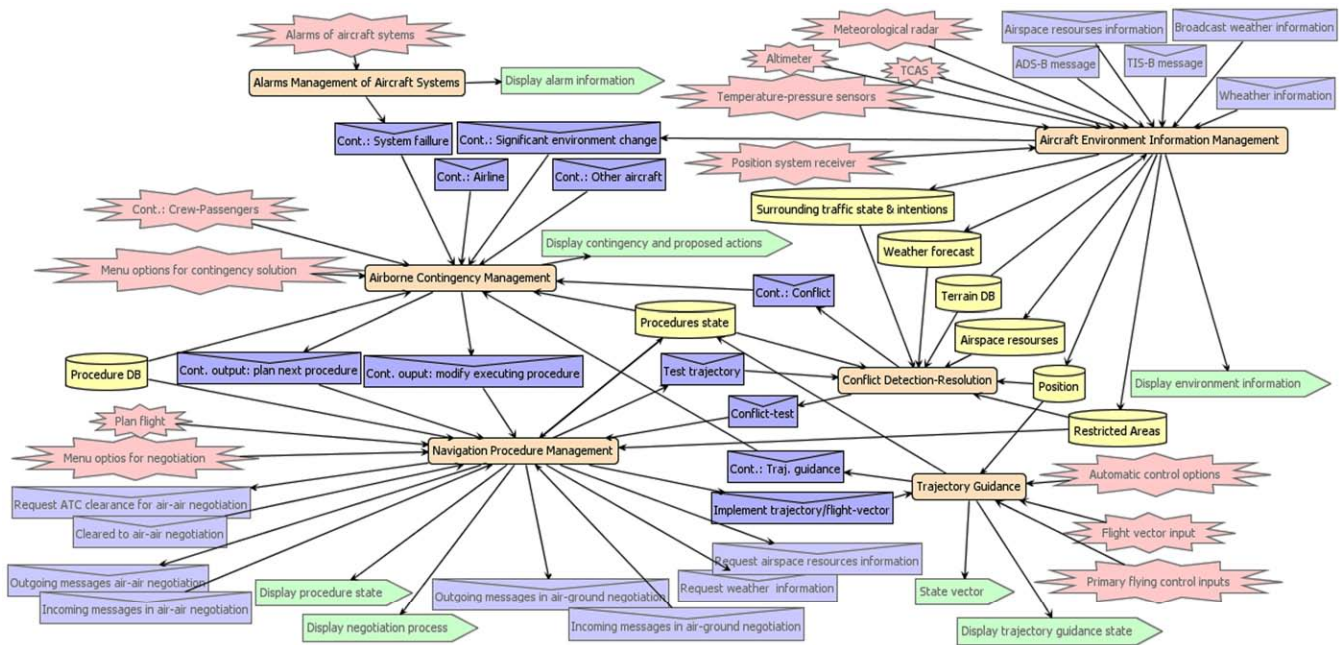 Alarms of aircraft sytems
Meteorological radar
Airspace resourses information
Broadcast weather information
Alarms Management of Aircraft Systems
Display alarm information
Altimeter
TCAS
ADS-B message
TIS-B message
Temperature-pressure sensors
Wheather information
Cont.: System faillure
Cont.: Significant environment change
Aircraft Environment Information Management
Position system receiver
Cont.: Airline
Cont.: Other aircraft
Cont.: Crew-Passengers
Surrounding traffic state & intentions
Display contingency and proposed actions
Weather forecast
Menu options for contingency solution
Airborne Contingency Management
Cont.: Conflict
Terrain DB
Procedures state
Airspace resourses
Procedure DB
Cont. output: plan next procedure
Cont. ouput: modify executing procedure
Test trajectory
Conflict Detection-Resolution
Position
Display environment information
Plan flight
Conflict-test
Restricted Areas
Menu optios for negotiation
Navigation Procedure Management
Cont.: Traj. guidance
Trajectory Guidance
Automatic control options
Request ATC clearance for air-air negotiation
Implement trajectory/flight-vector
Cleared to air-air negotiation
Flight vector input
Request airspace resources information
Outgoing messages air-air negotiation
Request weather information
Primary flying control inputs
Display procedure state
Outgoing messages in air-ground negotiation
State vector
Incoming messages in air-air negotiation
Display negotiation process
Incoming messages in air-ground negotiation
Display trajectory guidance state